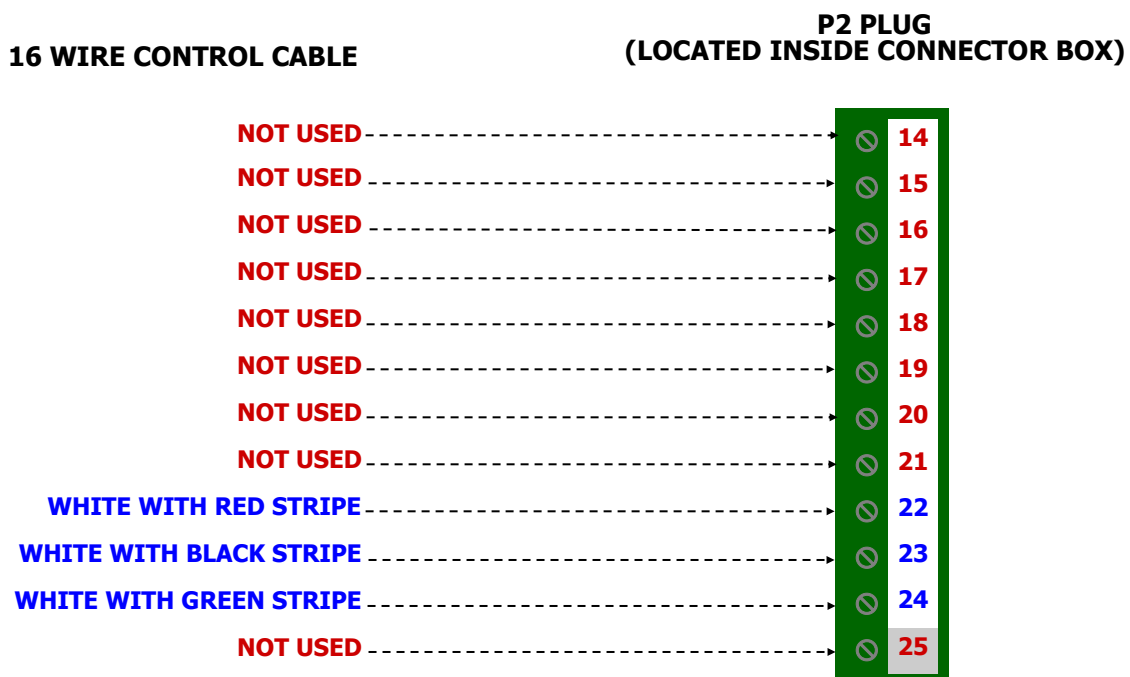 P2 PLUG
(LOCATED INSIDE CONNECTOR BOX)
16 WIRE CONTROL CABLE
NOT USED 14
NOT USED 15
NOT USED 16
NOT USED 17
NOT USED 18
NOT USED 19
NOT USED 20
NOT USED 21
WHITE WITH RED STRIPE 22
WHITE WITH BLACK STRIPE 23
WHITE WITH GREEN STRIPE 24
NOT USED 25